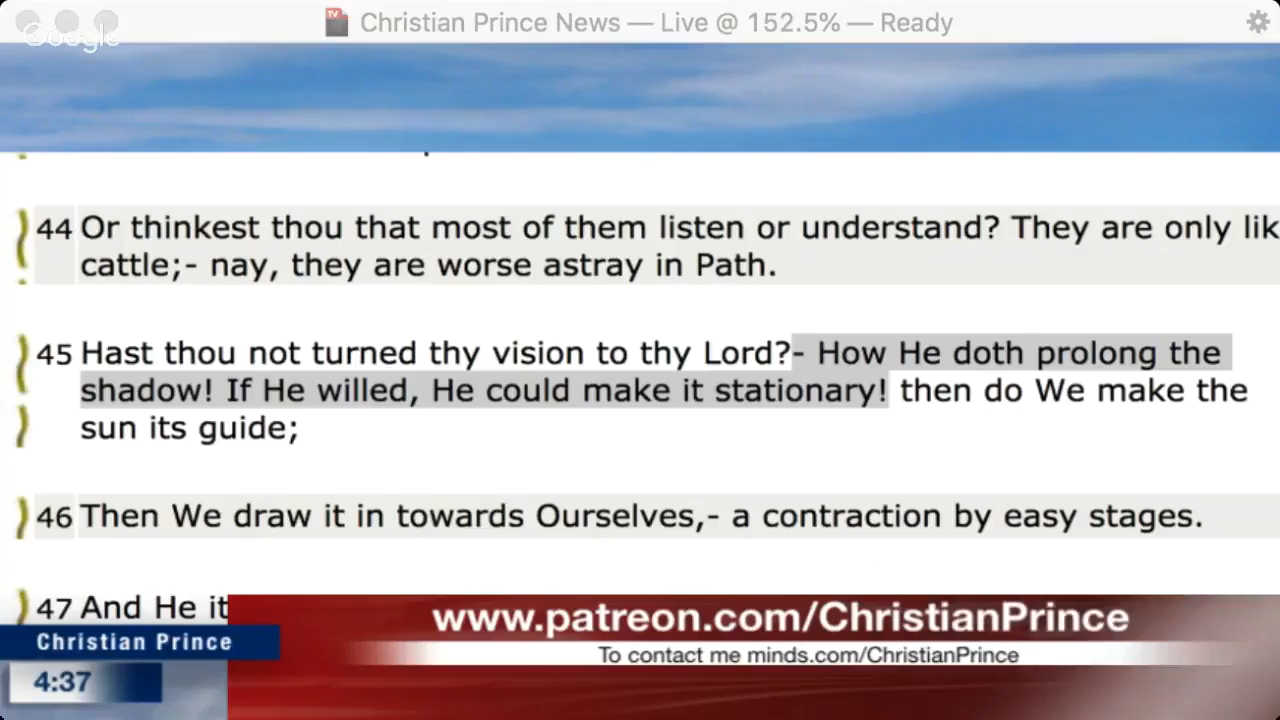 Christian Prince News — Live @ 152.5% — Ready
Google
44 Or thinkest thou that most of them listen or understand? They are only lik
cattle;- nay, they are worse astray in Path.
45 Hast thou not turned thy vision to thy Lord?- How He doth prolong the
shadow! If He willed, He could make it stationary! then do We make the
sun its guide;
46 Then We draw it in towards Ourselves,- a contraction by easy stages.
47 And He it
www.patreon.com/ChristianPrince
Christian Prince
To contact me minds.com/ChristianPrince
4:37